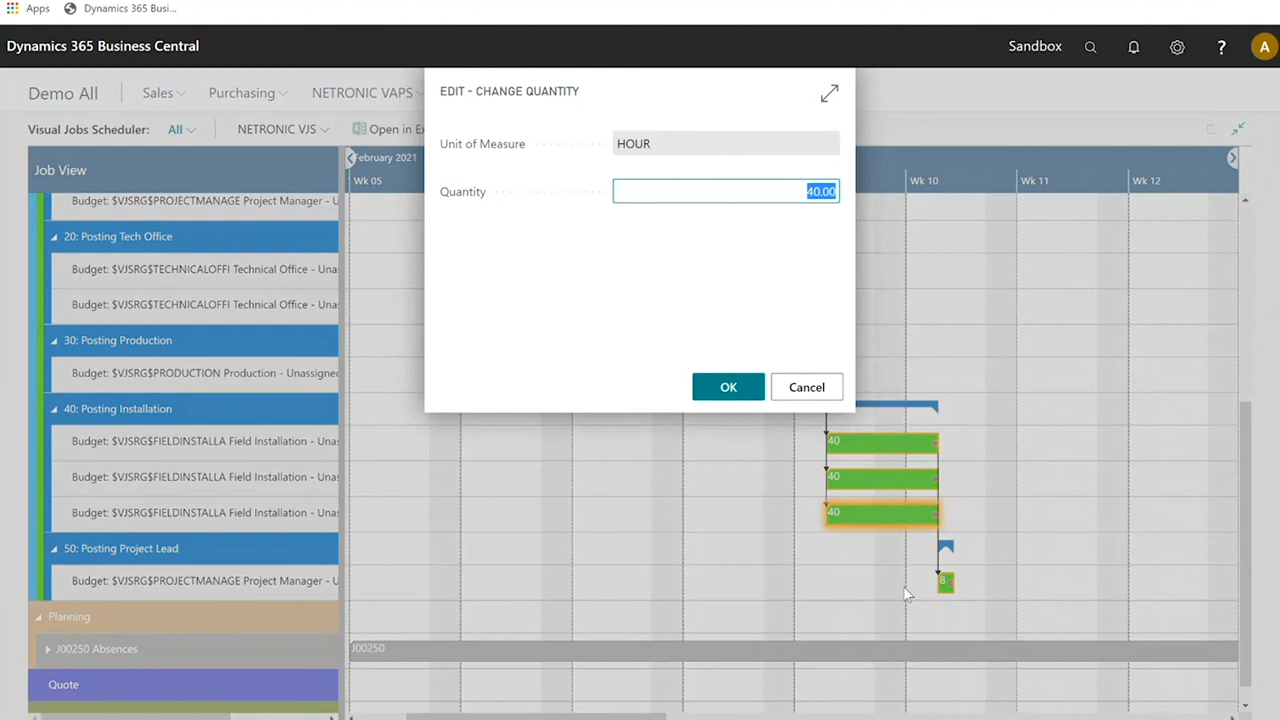 Apps Dynamics 365 Busi...
Dynamics 365 Business Central
Sandbox ? A
Demo All Sales Purchasing NETRONIC VAPS
EDIT - CHANGE QUANTITY
Visual Jobs Scheduler: All NETRONIC VJS Open in Ex
Unit of Measure HOUR
Quantity 40.00
OK Cancel
Job View
February 2021
Wk 05 Wk 10 Wk 11 Wk 12
Budget: $VJSRG$PROJECTMANAGE Project Manager - U
20: Posting Tech Office
Budget: $VJSRG$TECHNICALOFFI Technical Office - Una
Budget: $VJSRG$TECHNICALOFFI Technical Office - Una
30: Posting Production
Budget: $VJSRG$PRODUCTION Production - Unassigned
40: Posting Installation
Budget: $VJSRG$FIELDINSTALLA Field Installation - Una
40
Budget: $VJSRG$FIELDINSTALLA Field Installation - Una
40
Budget: $VJSRG$FIELDINSTALLA Field Installation - Una
40
50: Posting Project Lead
Budget: $VJSRG$PROJECTMANAGE Project Manager - U
8
Planning
J00250 Absences
J00250
Quote